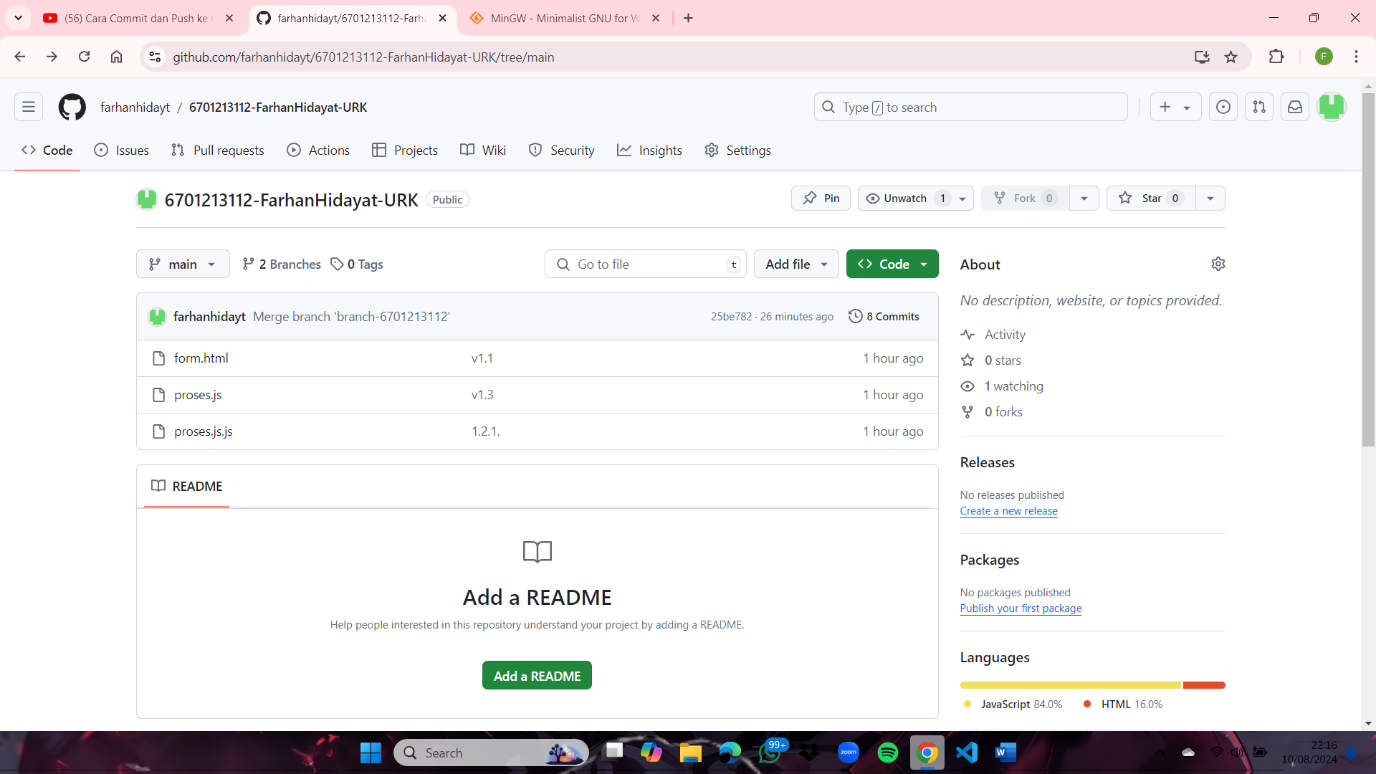 (56) Cara Commit dan Push ke G
farhanhidayt/6701213112-Farha
MinGW - Minimalist GNU for W
github.com/farhanhidayt/6701213112-FarhanHidayat-URK/tree/main
F
farhanhidayt / 6701213112-FarhanHidayat-URK
Type / to search
Code Issues Pull requests Actions Projects Wiki Security Insights Settings
6701213112-FarhanHidayat-URK Public
Pin Unwatch 1 Fork 0 Star 0
main 2 Branches 0 Tags
Go to file t Add file Code
farhanhidayt Merge branch 'branch-6701213112' 25be782 · 26 minutes ago 8 Commits
form.html v1.1 1 hour ago
proses.js v1.3 1 hour ago
proses.js.js 1.2.1. 1 hour ago
README
Add a README
Help people interested in this repository understand your project by adding a README.
Add a README
About
No description, website, or topics provided.
Activity
0 stars
1 watching
0 forks
Releases
No releases published
Create a new release
Packages
No packages published
Publish your first package
Languages
JavaScript 84.0% HTML 16.0%
Search
99+
zoom
22:16
10/08/2024